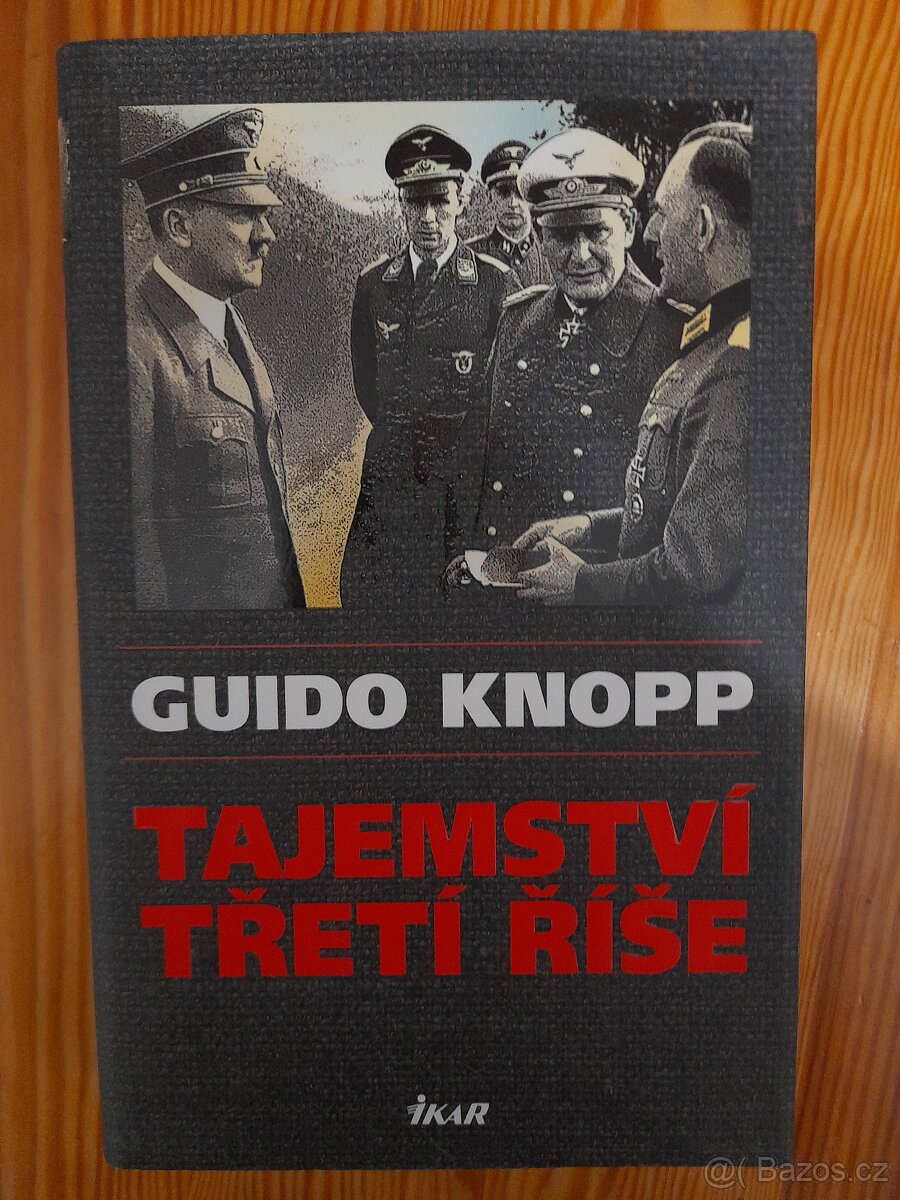 GUIDO KNOPP
TAJEMSTVÍ
TŘETÍ ŘÍŠE
iKAR
@( Bazos.cz